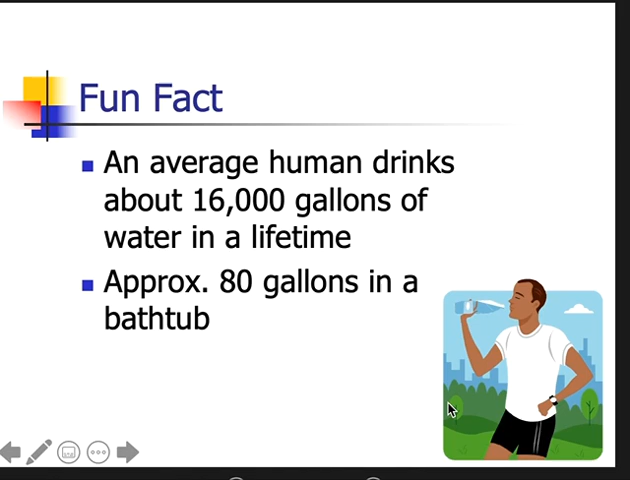 Fun Fact
An average human drinks
about 16,000 gallons of
water in a lifetime
Approx. 80 gallons in a
bathtub